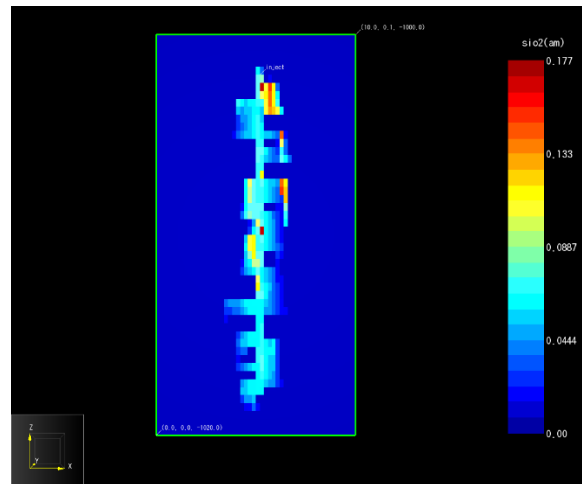 (10.0, 0.1, -1000.0)
sio2(am)
0.177
inject
0.133
0.0887
0.0444
0.00
(0.0, 0.0, -1020.0)
Z
Y
X